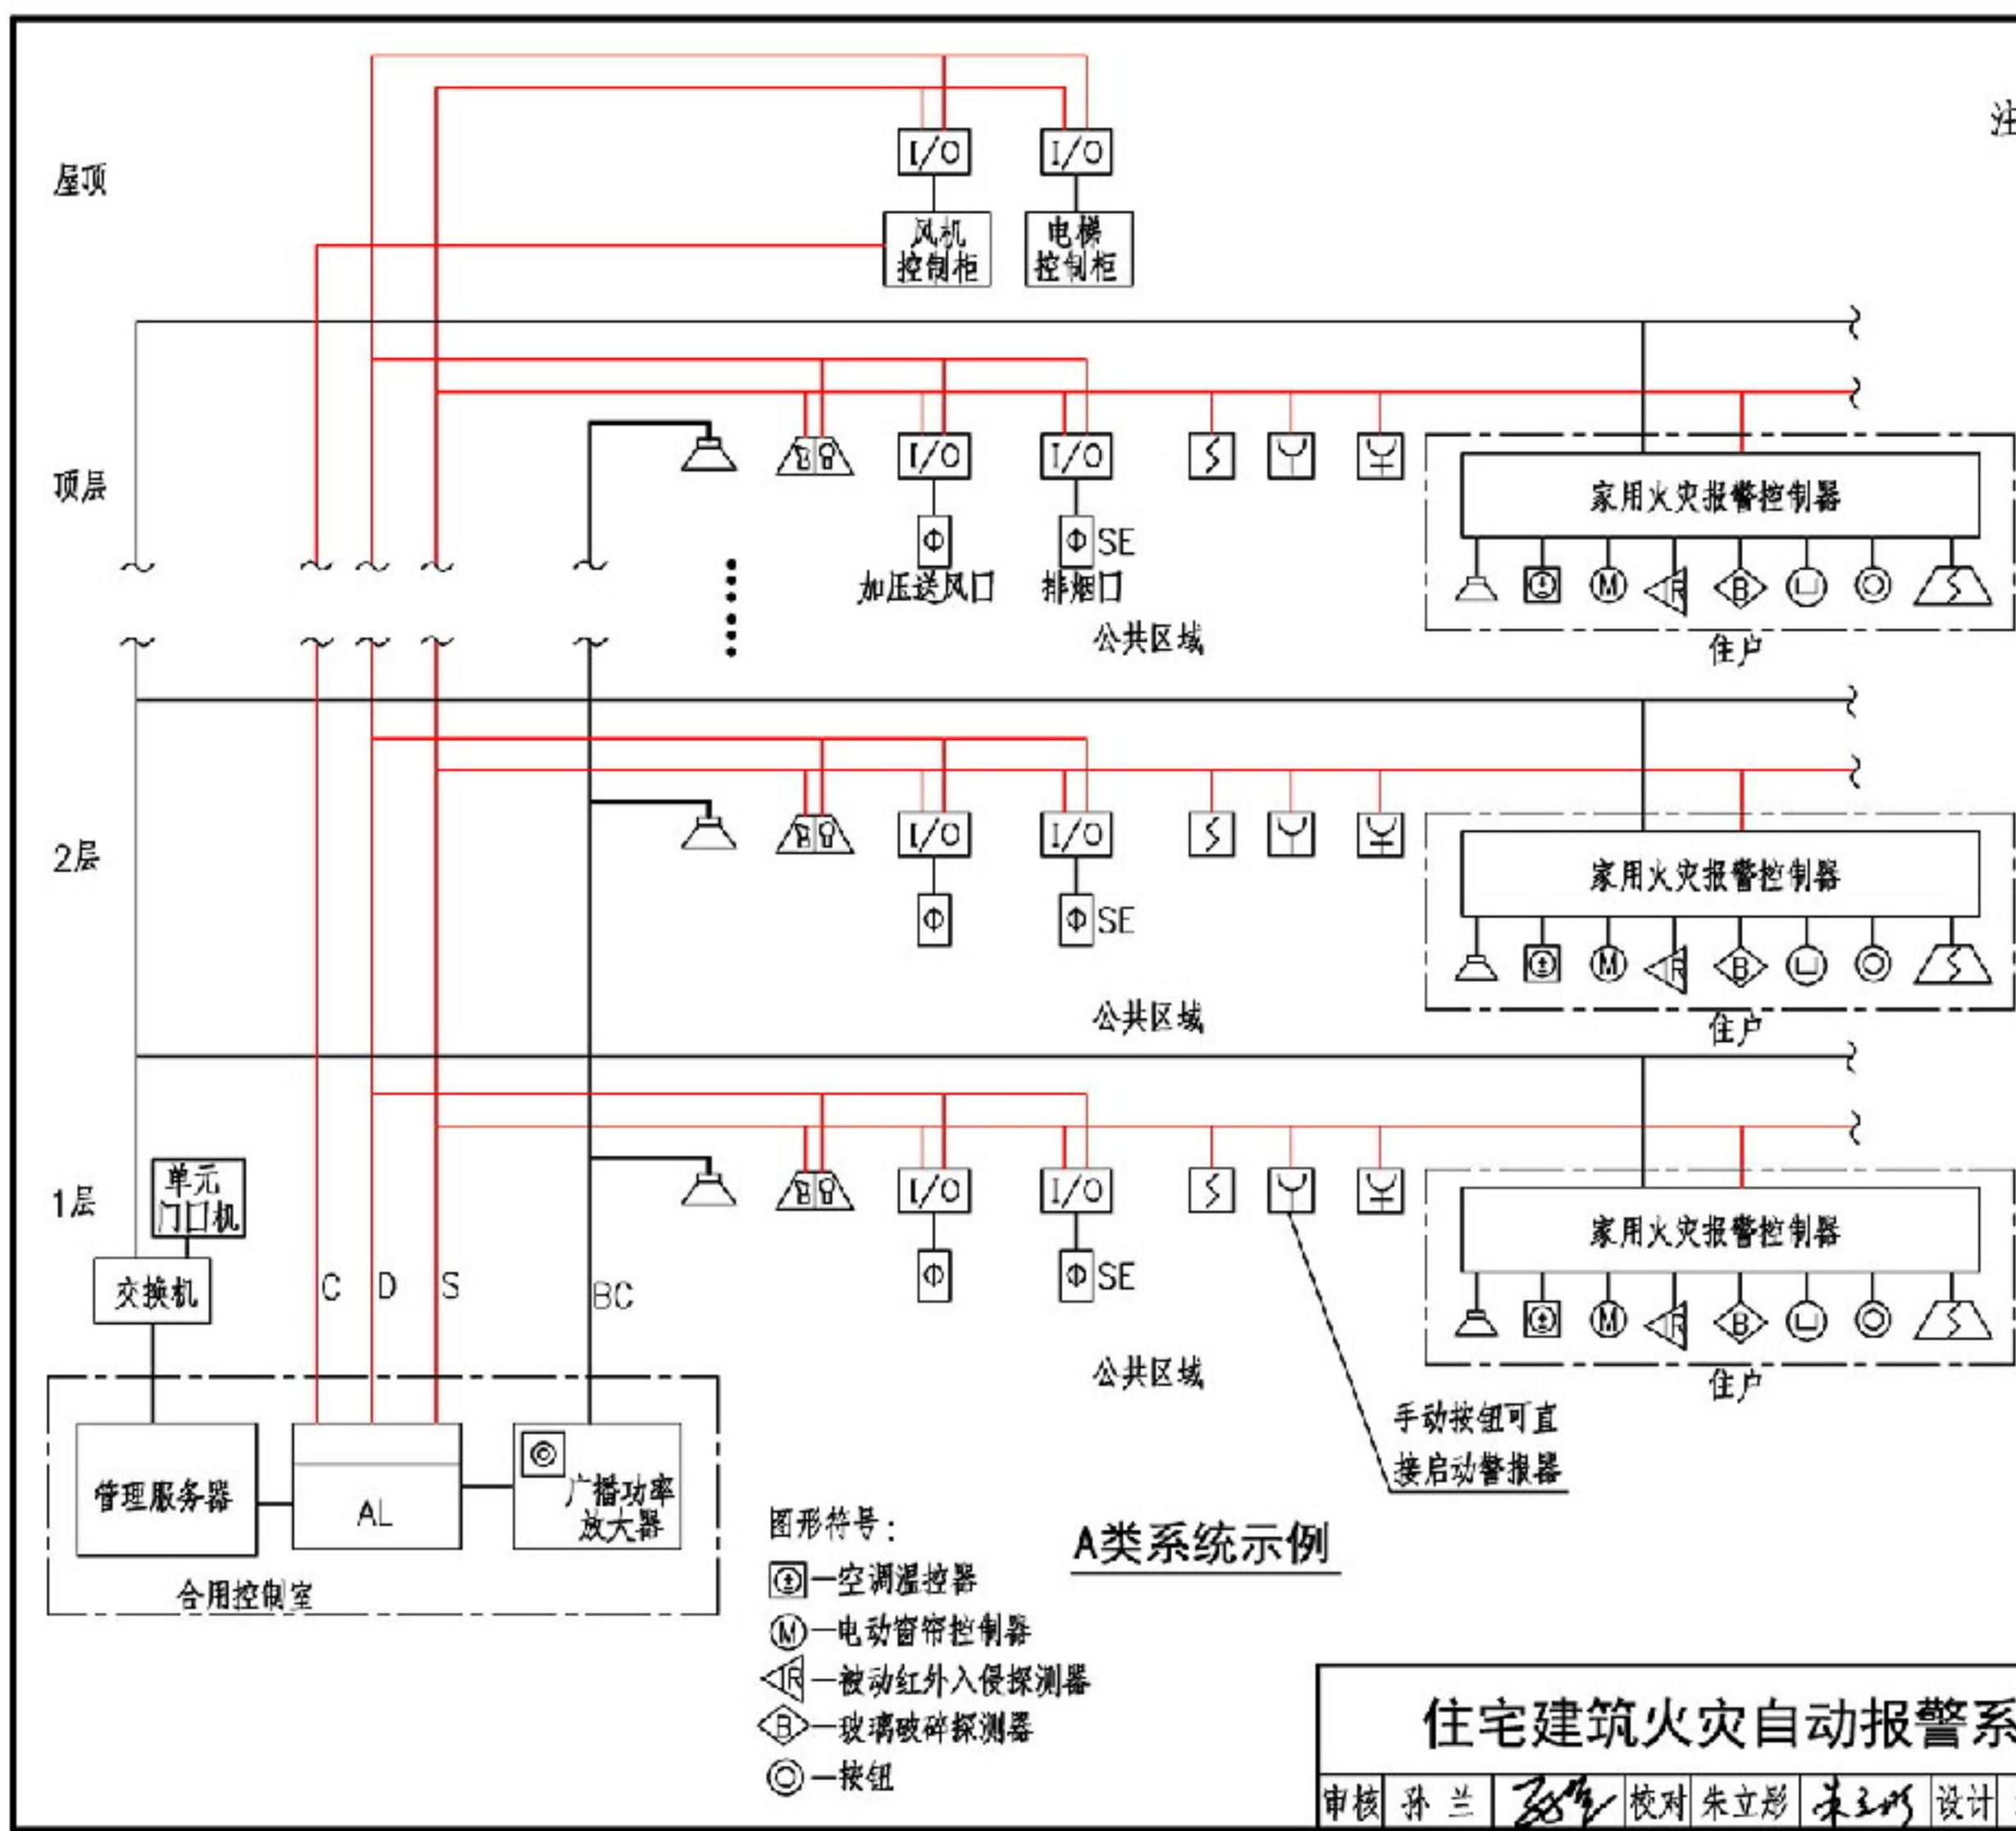 注
屋顶
I/O
I/O
风机
控制柜
电梯
控制柜
顶层
I/O
I/O
SE
加压送风口
排烟口
公共区域
家用火灾报警控制器
M
R
B
住户
2层
I/O
I/O
SE
公共区域
家用火灾报警控制器
M
R
B
住户
1层
单元
门口机
交换机
C
D
S
BC
I/O
I/O
SE
公共区域
家用火灾报警控制器
M
R
B
住户
手动按钮可直
接启动警报器
管理服务器
AL
广播功率
放大器
合用控制室
图形符号:
—空调温控器
M—电动窗帘控制器
R—被动红外入侵探测器
B—玻璃破碎探测器
—按钮
A类系统示例
住宅建筑火灾自动报警系
审核 孙兰 校对 朱立彤 设计